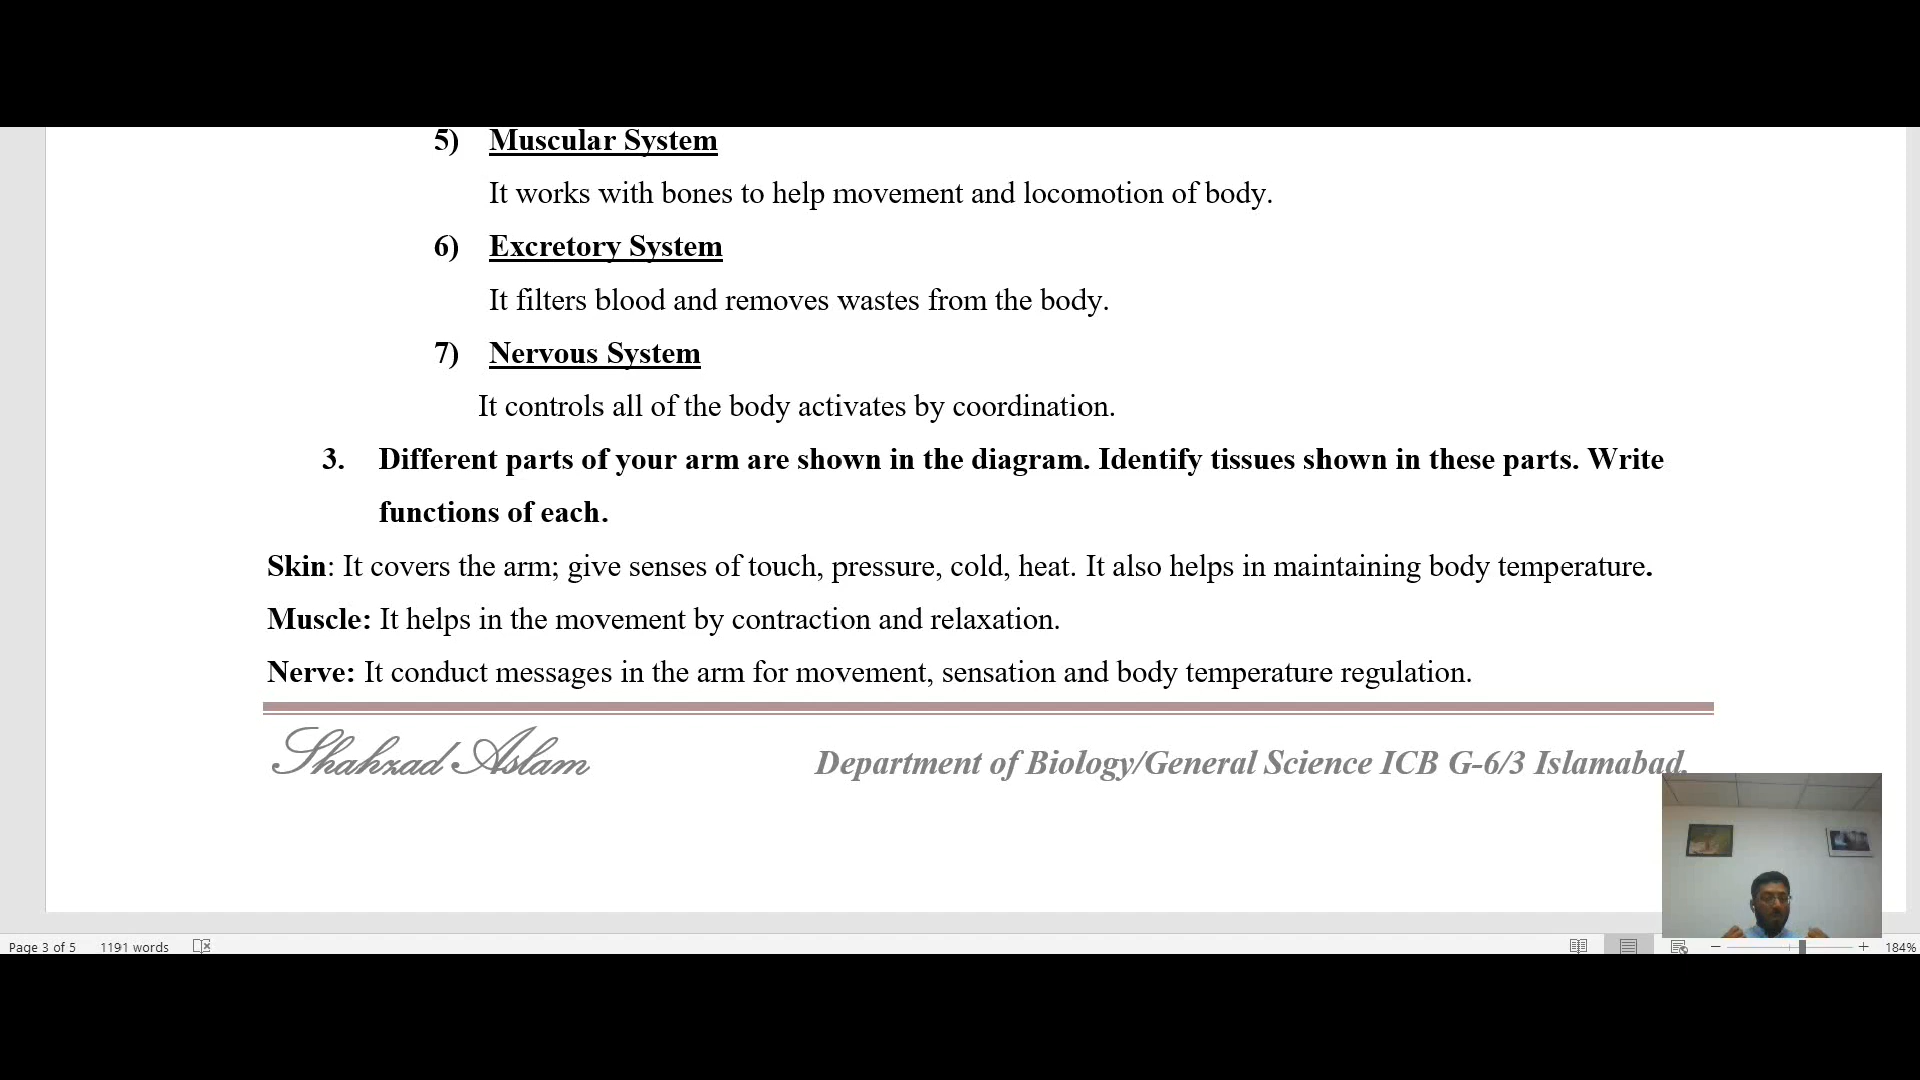 5) Muscular System
It works with bones to help movement and locomotion of body.
6) Excretory System
It filters blood and removes wastes from the body.
7) Nervous System
It controls all of the body activates by coordination.
3. Different parts of your arm are shown in the diagram. Identify tissues shown in these parts. Write
functions of each.
Skin: It covers the arm; give senses of touch, pressure, cold, heat. It also helps in maintaining body temperature.
Muscle: It helps in the movement by contraction and relaxation.
Nerve: It conduct messages in the arm for movement, sensation and body temperature regulation.
Shahzad Aslam Department of Biology/General Science ICB G-6/3 Islamabad.
Page 3 of 5 1191 words 184%